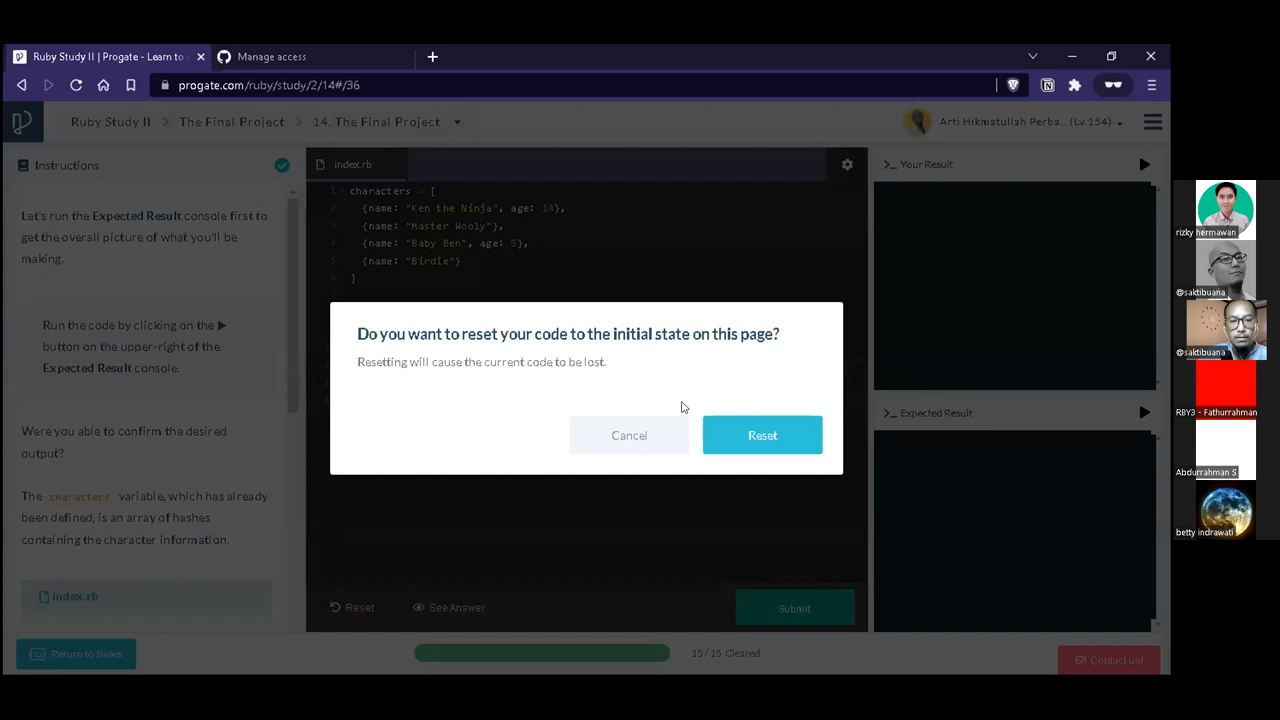 Ruby Study II | Progate - Learn to
Manage access
progate.com/ruby/study/2/14#/36
Ruby Study II > The Final Project > 14. The Final Project
Arti Hikmatullah Perba... (Lv.154)
Instructions
Let's run the Expected Result console first to
get the overall picture of what you'll be
making.
Run the code by clicking on the ▶
button on the upper-right of the
Expected Result console.
Were you able to confirm the desired
output?
The characters variable, which has already
been defined, is an array of hashes
containing the character information.
index.rb
Return to Slides
index.rb
1 characters = [
2 {name: "Ken the Ninja", age: 14},
3 {name: "Master Wooly"},
4 {name: "Baby Ben", age: 5},
5 {name: "Birdie"}
6 ]
Do you want to reset your code to the initial state on this page?
Resetting will cause the current code to be lost.
Cancel
Reset
Reset
See Answer
Submit
15/15 Cleared
>_ Your Result
>_ Expected Result
Contact us!
rizky hermawan
@saktibuana
@saktibuana
RBY3 - Fathurrahman
Abdurrahman S
betty indrawati